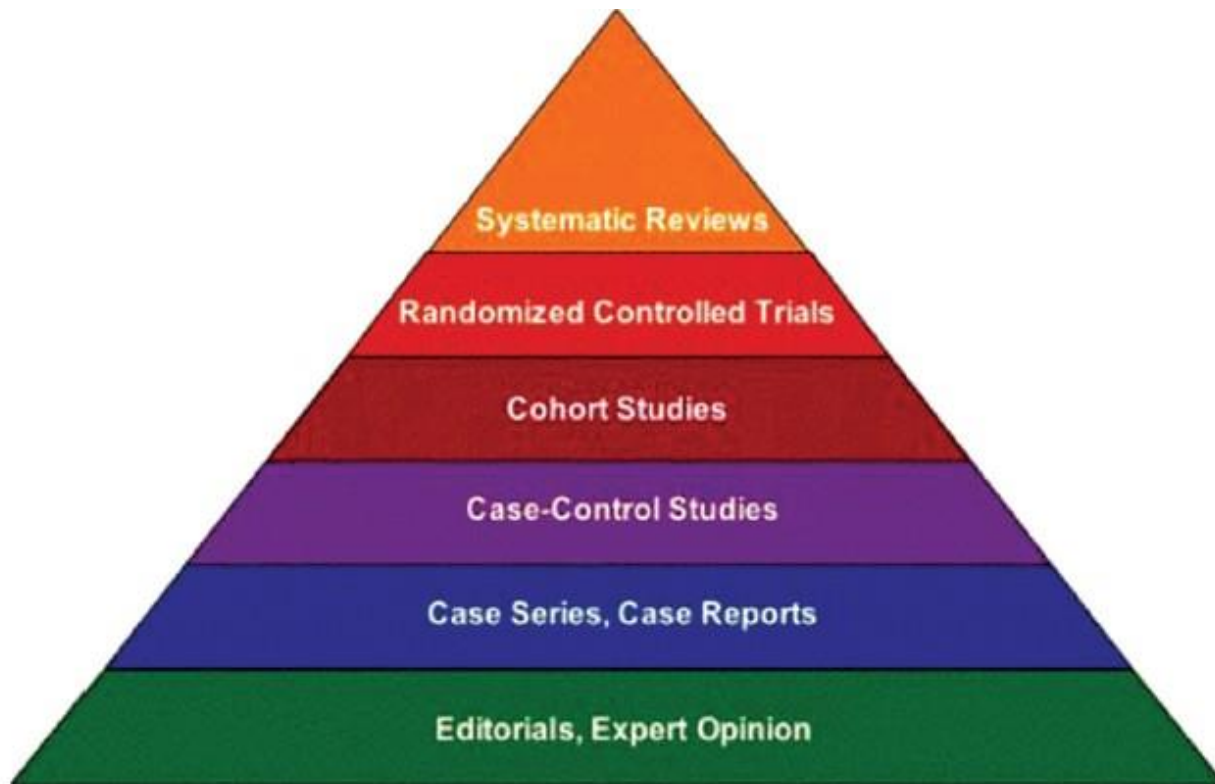 Systematic Reviews
Randomized Controlled Trials
Cohort Studies
Case-Control Studies
Case Series, Case Reports
Editorials, Expert Opinion